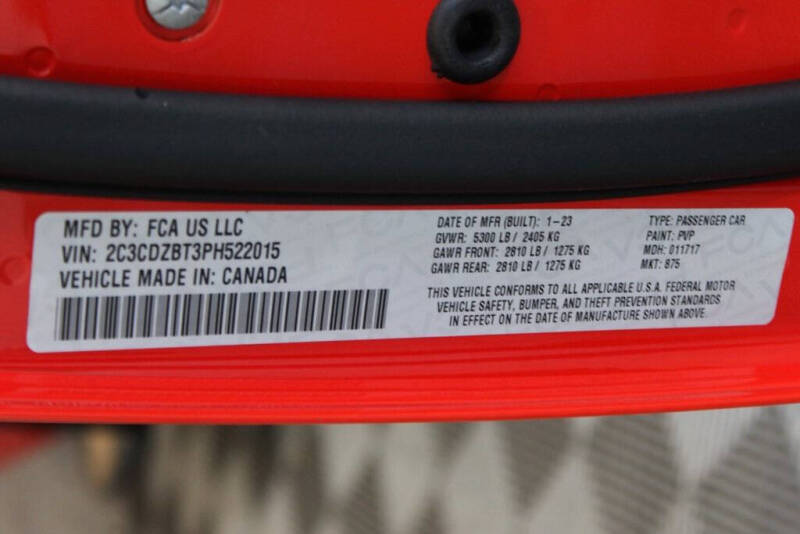 MFD BY: FCA US LLC
VIN: 2C3CDZBT3PH522015
VEHICLE MADE IN: CANADA
DATE OF MFR (BUILT): 1-23
GVWR: 5300 LB / 2405 KG
GAWR FRONT: 2810 LB / 1275 KG
GAWR REAR: 2810 LB / 1275 KG
TYPE: PASSENGER CAR
PAINT: PVP
MDH: 011717
MKT: 875
THIS VEHICLE CONFORMS TO ALL APPLICABLE U.S.A. FEDERAL MOTOR
VEHICLE SAFETY, BUMPER, AND THEFT PREVENTION STANDARDS
IN EFFECT ON THE DATE OF MANUFACTURE SHOWN ABOVE.